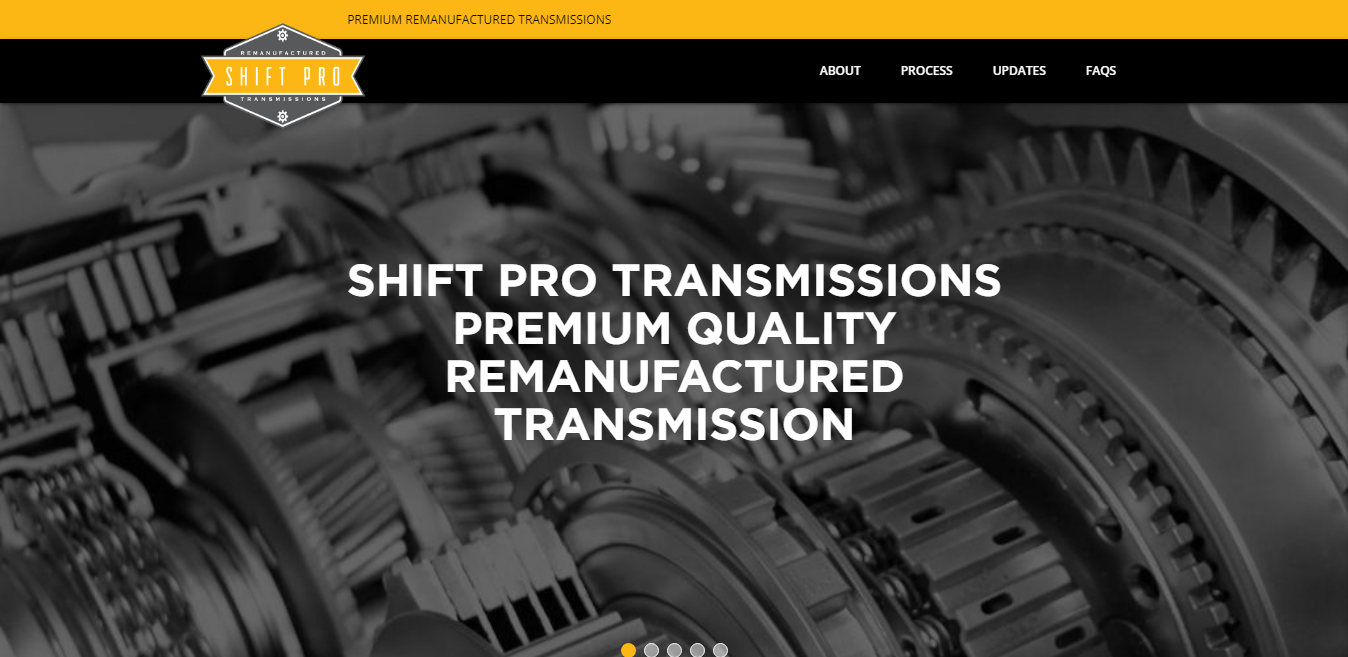 PREMIUM REMANUFACTURED TRANSMISSIONS
REMANUFACTURED
SHIFT PRO
TRANSMISSIONS
ABOUT PROCESS UPDATES FAQS
SHIFT PRO TRANSMISSIONS
PREMIUM QUALITY
REMANUFACTURED
TRANSMISSION